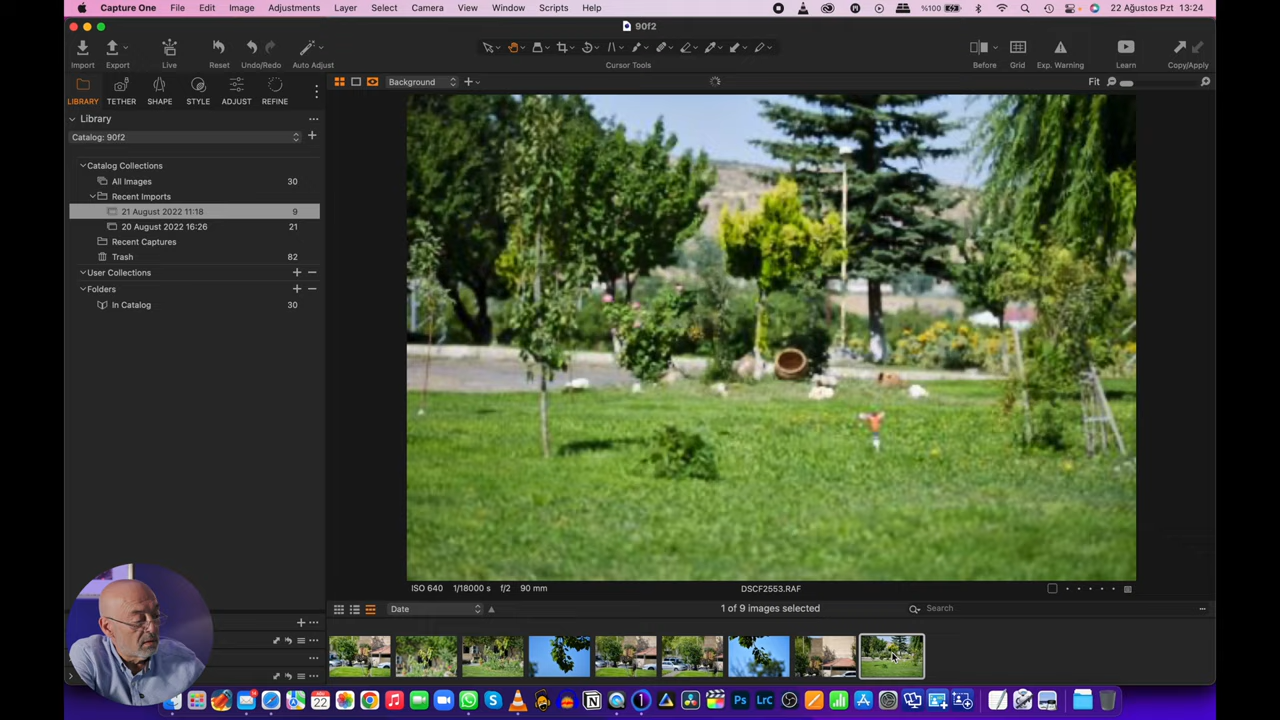 Capture One File Edit Image Adjustments Layer Select Camera View Window Scripts Help %100 22 Ağustos Pzt 13:24
90f2
Import Export Live Reset Undo/Redo Auto Adjust Cursor Tools Before Grid Exp. Warning Learn Copy/Apply
LIBRARY TETHER SHAPE STYLE ADJUST REFINE
Background
Fit
Library
Catalog: 90f2
Catalog Collections
All Images 30
Recent Imports
21 August 2022 11:18 9
20 August 2022 16:26 21
Recent Captures
Trash 82
User Collections
Folders
In Catalog 30
ISO 640 1/18000 s f/2 90 mm DSCF2553.RAF
Date 1 of 9 images selected Search
22 Ps LrC